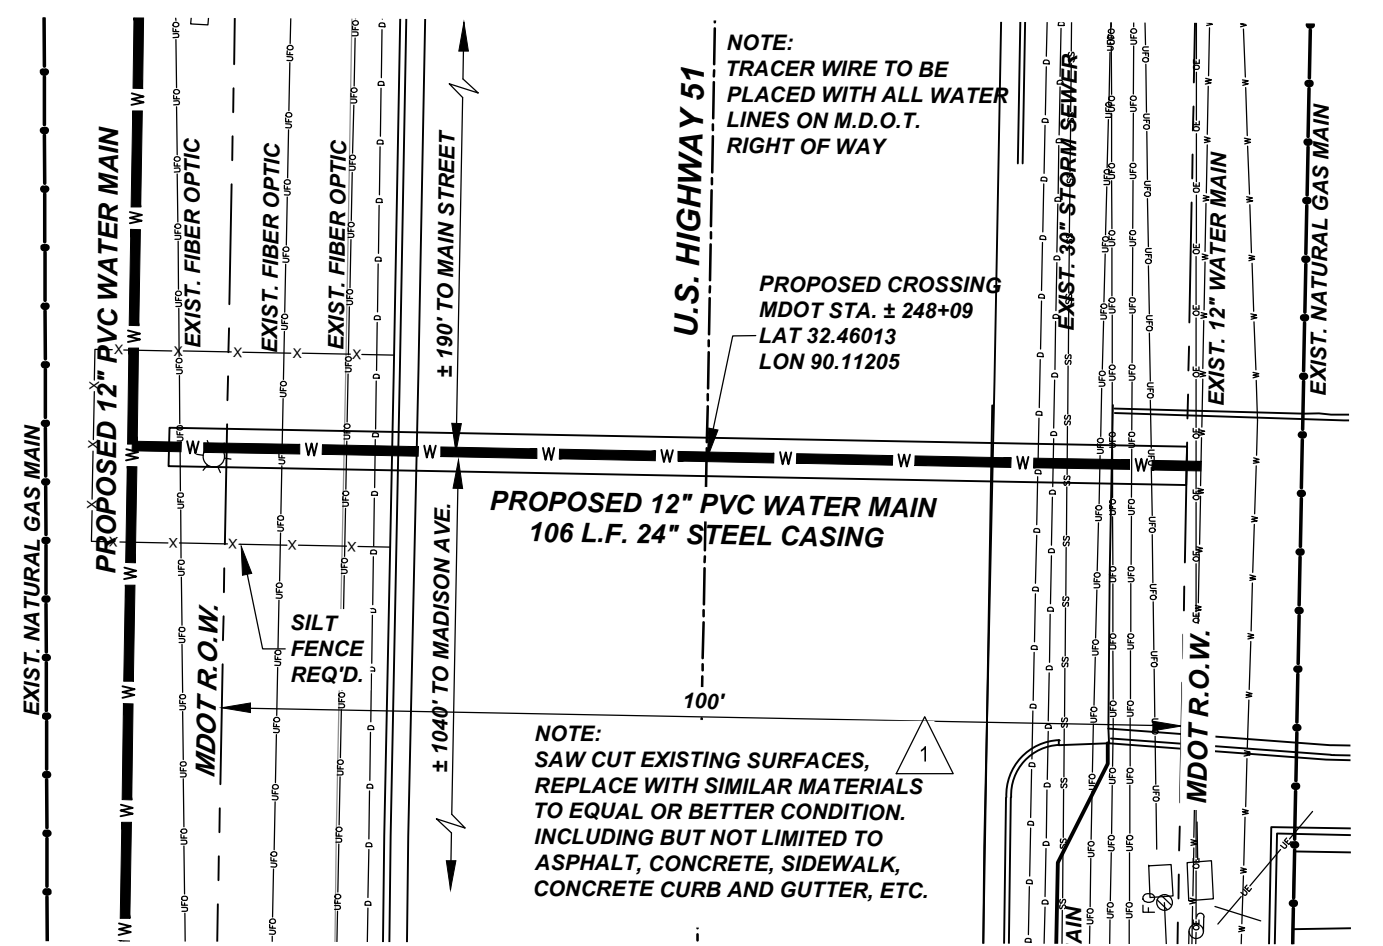 NOTE:
TRACER WIRE TO BE
PLACED WITH ALL WATER
LINES ON M.D.O.T.
RIGHT OF WAY
U.S. HIGHWAY 51
PROPOSED CROSSING
MDOT STA. ± 248+09
LAT 32.46013
LON 90.11205
EXIST. NATURAL GAS MAIN
PROPOSED 12" PVC WATER MAIN
EXIST. FIBER OPTIC
EXIST. FIBER OPTIC
EXIST. FIBER OPTIC
± 190' TO MAIN STREET
EXIST. 30" STORM SEWER
EXIST. 12" WATER MAIN
EXIST. NATURAL GAS MAIN
W W W W W W W W W
PROPOSED 12" PVC WATER MAIN
106 L.F. 24" STEEL CASING
± 1040' TO MADISON AVE.
SILT
FENCE
REQ'D.
MDOT R.O.W.
100'
MDOT R.O.W.
NOTE:
SAW CUT EXISTING SURFACES,
REPLACE WITH SIMILAR MATERIALS
TO EQUAL OR BETTER CONDITION.
INCLUDING BUT NOT LIMITED TO
ASPHALT, CONCRETE, SIDEWALK,
CONCRETE CURB AND GUTTER, ETC.
1
FO
AIN